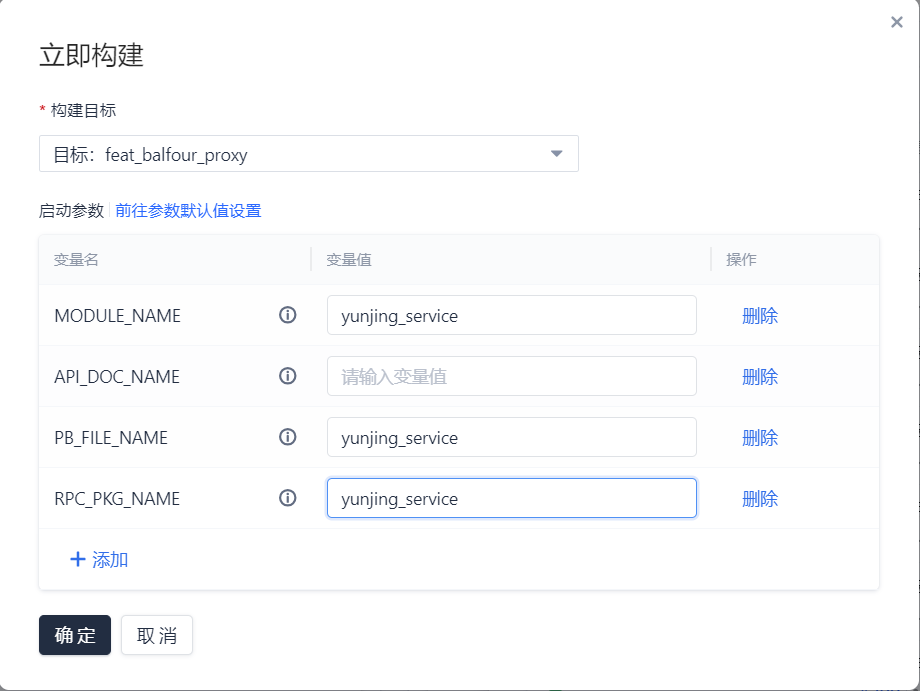 立即构建
* 构建目标
目标：feat_balfour_proxy
启动参数 前往参数默认值设置
变量名 变量值 操作
MODULE_NAME yunjing_service 删除
API_DOC_NAME 请输入变量值 删除
PB_FILE_NAME yunjing_service 删除
RPC_PKG_NAME yunjing_service 删除
+ 添加
确定 取消